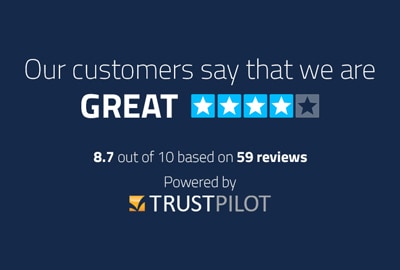 Our customers say that we are
GREAT
8.7 out of 10 based on 59 reviews
Powered by
TRUSTPILOT